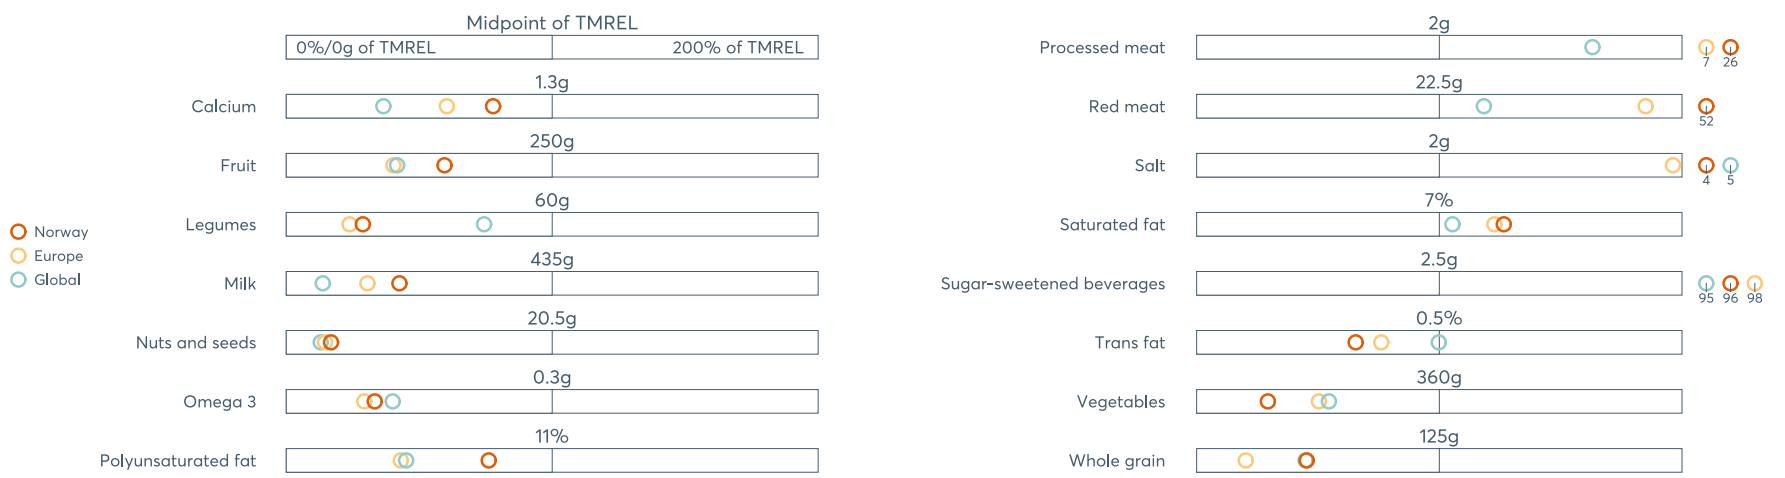 Midpoint of TMREL
0%/0g of TMREL 200% of TMREL
Calcium 1.3g
Fruit 250g
Legumes 60g
Milk 435g
Nuts and seeds 20.5g
Omega 3 0.3g
Polyunsaturated fat 11%
Norway
Europe
Global
Processed meat 2g 7 26
Red meat 22.5g 52
Salt 2g 4 5
Saturated fat 7%
Sugar-sweetened beverages 2.5g 95 96 98
Trans fat 0.5%
Vegetables 360g
Whole grain 125g